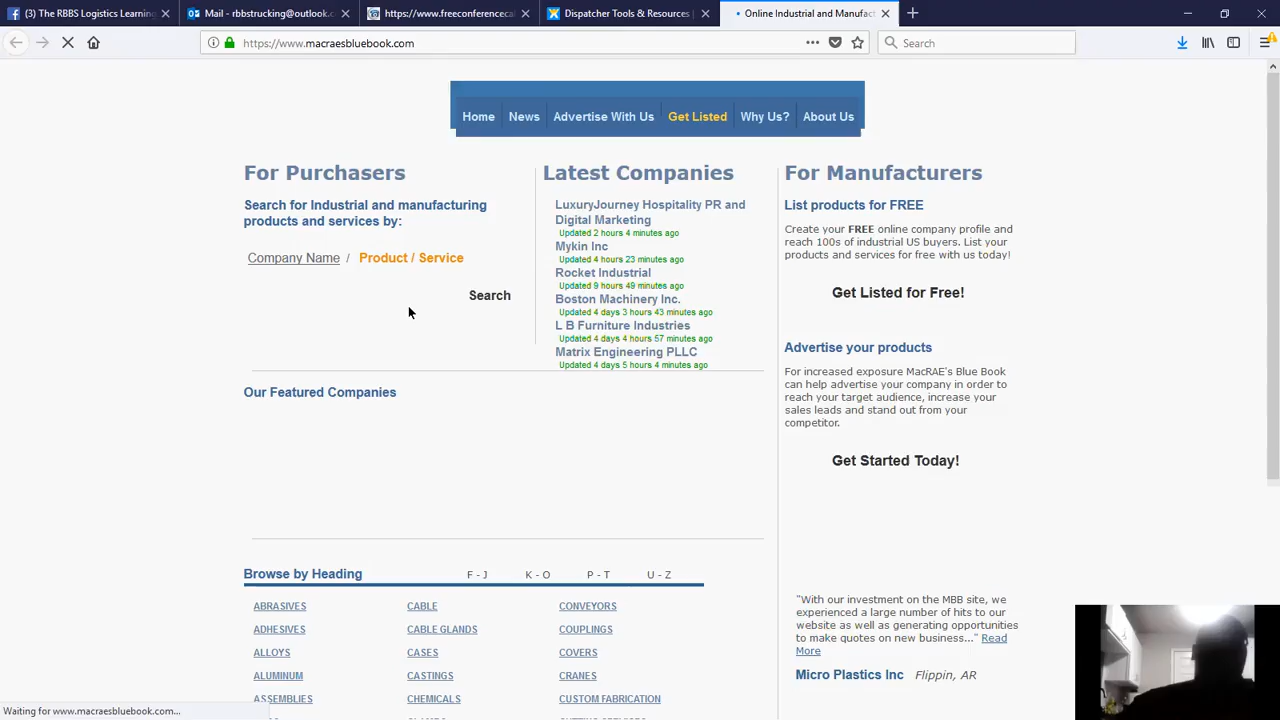 (3) The RBBS Logistics Learning
Mail - rbbstrucking@outlook.c
https://www.freeconferenceca
Dispatcher Tools & Resources |
Online Industrial and Manufact
https://www.macraesbluebook.com
Search
Home
News
Advertise With Us
Get Listed
Why Us?
About Us
For Purchasers
Search for Industrial and manufacturing
products and services by:
Company Name / Product / Service
Search
Latest Companies
LuxuryJourney Hospitality PR and
Digital Marketing
Updated 2 hours 4 minutes ago
Mykin Inc
Updated 4 hours 23 minutes ago
Rocket Industrial
Updated 9 hours 49 minutes ago
Boston Machinery Inc.
Updated 4 days 3 hours 43 minutes ago
L B Furniture Industries
Updated 4 days 4 hours 57 minutes ago
Matrix Engineering PLLC
Updated 4 days 5 hours 4 minutes ago
For Manufacturers
List products for FREE
Create your FREE online company profile and
reach 100s of industrial US buyers. List your
products and services for free with us today!
Get Listed for Free!
Advertise your products
For increased exposure MacRAE's Blue Book
can help advertise your company in order to
reach your target audience, increase your
sales leads and stand out from your
competitor.
Get Started Today!
Our Featured Companies
Browse by Heading
F - J
K - O
P - T
U - Z
ABRASIVES
CABLE
CONVEYORS
ADHESIVES
CABLE GLANDS
COUPLINGS
ALLOYS
CASES
COVERS
ALUMINUM
CASTINGS
CRANES
ASSEMBLIES
CHEMICALS
CUSTOM FABRICATION
"With our investment on the MBB site, we
experienced a large number of hits to our
website as well as generating opportunities
to make quotes on new business..." Read
More
Micro Plastics Inc Flippin, AR
Waiting for www.macraesbluebook.com...